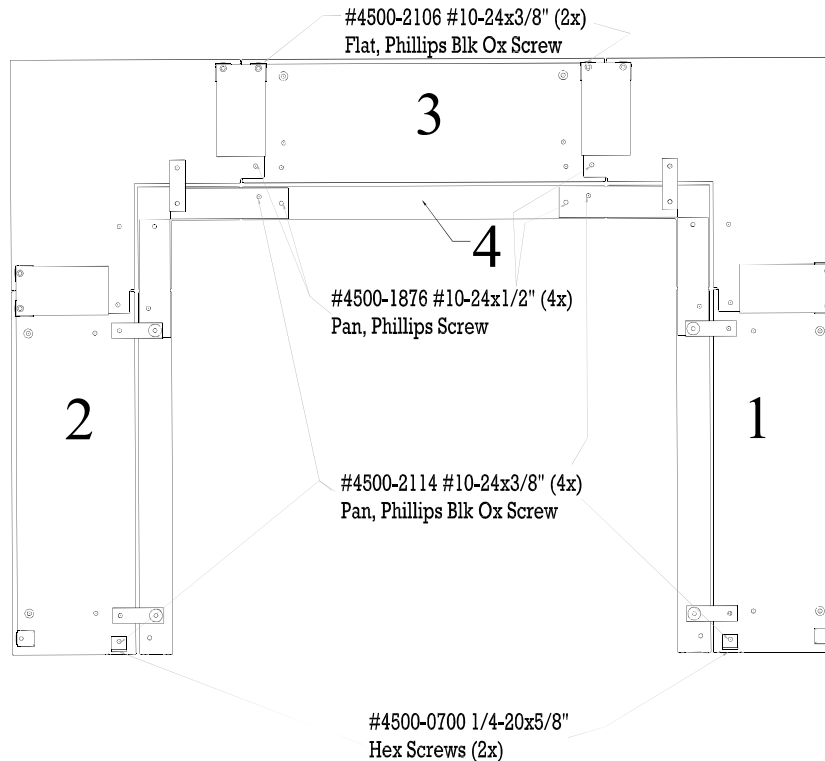 #4500-2106 #10-24x3/8" (2x)
Flat, Phillips Blk Ox Screw
3
4
#4500-1876 #10-24x1/2" (4x)
Pan, Phillips Screw
2
1
#4500-2114 #10-24x3/8" (4x)
Pan, Phillips Blk Ox Screw
#4500-0700 1/4-20x5/8"
Hex Screws (2x)